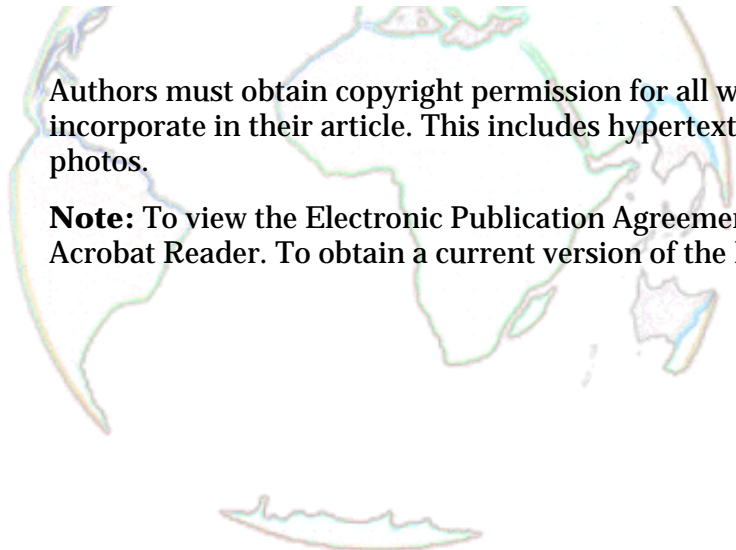 Authors must obtain copyright permission for all
incorporate in their article. This includes hypertext
photos.
Note: To view the Electronic Publication
Acrobat Reader. To obtain a current version of the